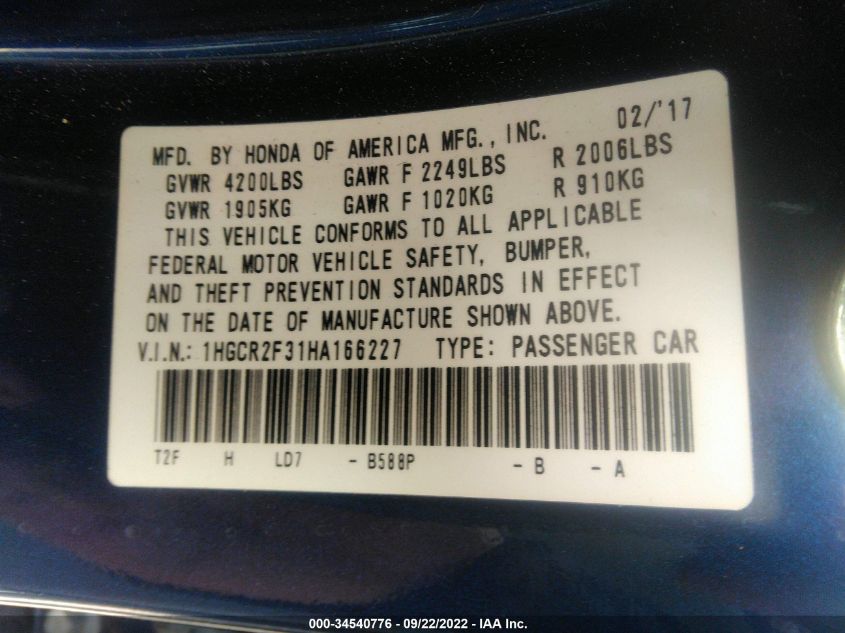 MFD. BY HONDA OF AMERICA MFG., INC. 02/'17
GVWR 4200LBS GAWR F 2249LBS R 2006LBS
GVWR 1905KG GAWR F 1020KG R 910KG
THIS VEHICLE CONFORMS TO ALL APPLICABLE
FEDERAL MOTOR VEHICLE SAFETY, BUMPER,
AND THEFT PREVENTION STANDARDS IN EFFECT
ON THE DATE OF MANUFACTURE SHOWN ABOVE.
V.I.N.: 1HGCR2F31HA166227 TYPE: PASSENGER CAR
T2F H LD7 - B588P - B - A
000-34540776 - 09/22/2022 - IAA Inc.